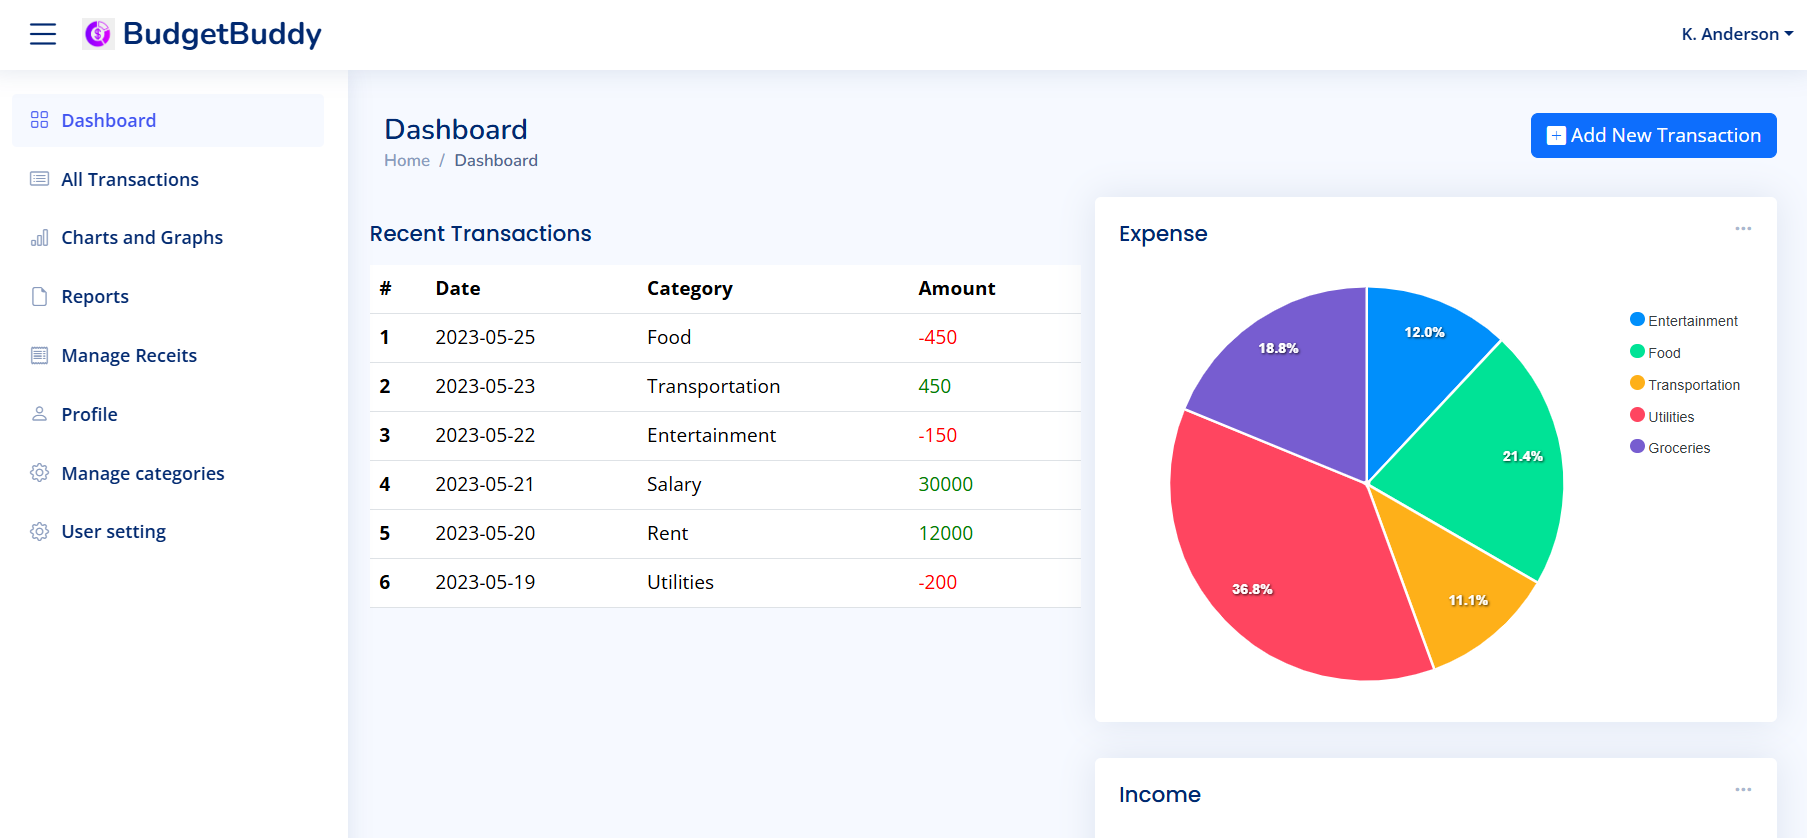 BudgetBuddy
K. Anderson
Dashboard
All Transactions
Charts and Graphs
Reports
Manage Receits
Profile
Manage categories
User setting
Dashboard
Home / Dashboard
Add New Transaction
Recent Transactions
# Date Category Amount
1 2023-05-25 Food -450
2 2023-05-23 Transportation 450
3 2023-05-22 Entertainment -150
4 2023-05-21 Salary 30000
5 2023-05-20 Rent 12000
6 2023-05-19 Utilities -200
Expense
12.0%
18.8%
21.4%
36.8%
11.1%
Entertainment
Food
Transportation
Utilities
Groceries
Income